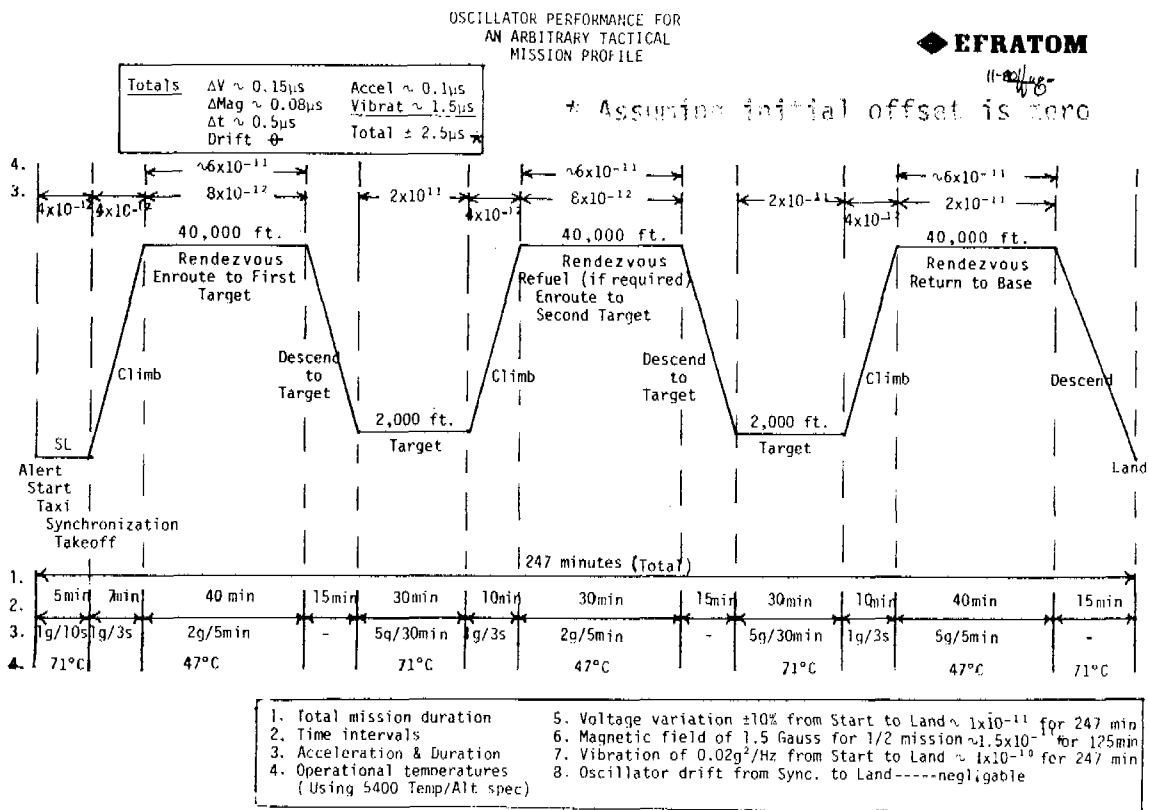 OSCILLATOR PERFORMANCE FOR
AN ARBITRARY TACTICAL
MISSION PROFILE
EFRATOM
Totals ΔV ~ 0.15μs Accel ~ 0.1μs
ΔMag ~ 0.08μs Vibrat ~ 1.5μs
Δt ~ 0.5μs Total ± 2.5μs *
Drift 0
* Assuming initial offset is zero
4. ~6x10⁻¹¹ ~6x10⁻¹¹ ~6x10⁻¹¹
3. 4x10⁻¹² 4x10⁻¹² 8x10⁻¹² 2x10¹¹ 4x10⁻¹² 8x10⁻¹² 2x10⁻¹¹ 4x10⁻¹² 2x10⁻¹¹
40,000 ft. 40,000 ft. 40,000 ft.
Rendezvous Rendezvous Rendezvous
Enroute to First Refuel (if required) Return to Base
Target Enroute to
Second Target
Climb Descend to Target Climb Descend to Target Climb Descend
2,000 ft. 2,000 ft.
Target Target
SL
Alert Land
Start
Taxi
Synchronization
Takeoff
1. 247 minutes (Total)
2. 5min 7min 40 min 15min 30min 10min 30min 15min 30min 10min 40min 15min
3. 1g/10s 1g/3s 2g/5min - 5g/30min 1g/3s 2g/5min - 5g/30min 1g/3s 5g/5min -
4. 71°C 47°C 71°C 47°C 71°C 47°C 71°C
1. Total mission duration
2. Time intervals
3. Acceleration & Duration
4. Operational temperatures
(Using 5400 Temp/Alt spec)
5. Voltage variation ±10% from Start to Land ~ 1x10⁻¹¹ for 247 min
6. Magnetic field of 1.5 Gauss for 1/2 mission ~1.5x10⁻¹¹ for 125min
7. Vibration of 0.02g²/Hz from Start to Land ~ 1x10⁻¹⁰ for 247 min
8. Oscillator drift from Sync. to Land-----negligable